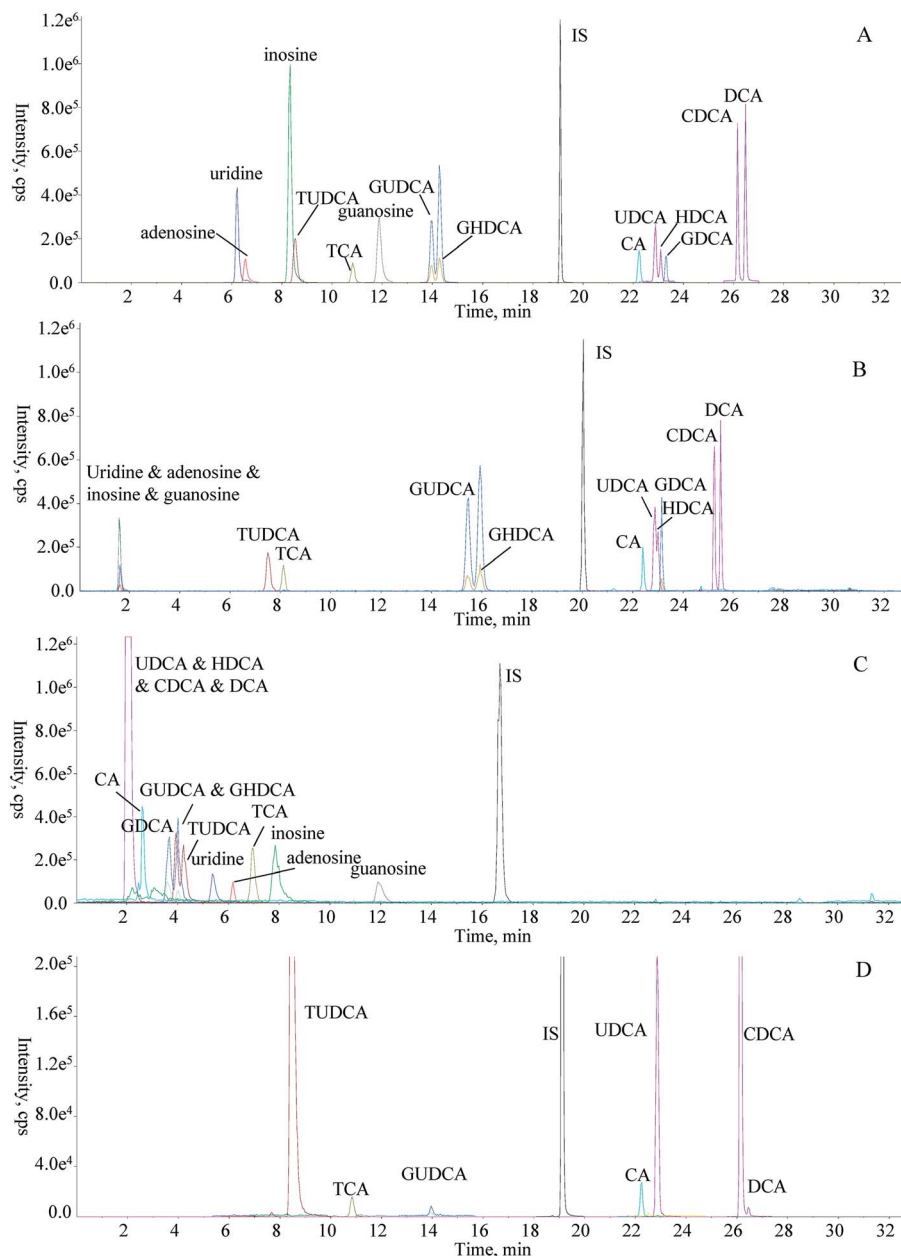 1.2e⁶
1.0e⁶
8.0e⁵
6.0e⁵
4.0e⁵
2.0e⁵
0.0
Intensity, cps
A
IS
inosine
DCA
CDCA
uridine
TUDCA
GUDCA
guanosine
UDCA
HDCA
adenosine
GHDCA
TCA
CA
GDCA
2 4 6 8 10 12 14 16 18 20 22 24 26 28 30 32
Time, min
1.2e⁶
1.0e⁶
8.0e⁵
6.0e⁵
4.0e⁵
2.0e⁵
0.0
Intensity, cps
B
IS
DCA
CDCA
Uridine & adenosine &
inosine & guanosine
GUDCA
UDCA
GDCA
HDCA
TUDCA
TCA
GHDCA
CA
2 4 6 8 10 12 14 16 18 20 22 24 26 28 30 32
Time, min
1.2e⁶
1.0e⁶
8.0e⁵
6.0e⁵
4.0e⁵
2.0e⁵
0.0
Intensity, cps
C
UDCA & HDCA
& CDCA & DCA
IS
CA
GUDCA & GHDCA
GDCA
TUDCA
TCA
inosine
uridine
adenosine
guanosine
2 4 6 8 10 12 14 16 18 20 22 24 26 28 30 32
Time, min
2.0e⁵
1.6e⁵
1.2e⁵
8.0e⁴
4.0e⁴
0.0
Intensity, cps
D
TUDCA
IS
UDCA
CDCA
TCA
GUDCA
CA
DCA
2 4 6 8 10 12 14 16 18 20 22 24 26 28 30 32
Time, min